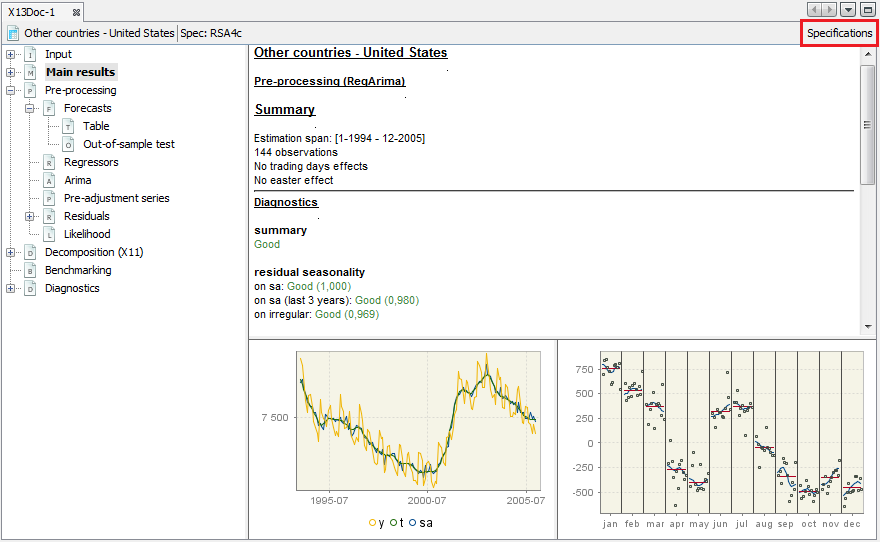 X13Doc-1
Other countries - United States Spec: RSA4c Specifications
I Input
M Main results
P Pre-processing
F Forecasts
T Table
O Out-of-sample test
R Regressors
A Arima
P Pre-adjustment series
R Residuals
L Likelihood
D Decomposition (X11)
B Benchmarking
D Diagnostics
Other countries - United States
Pre-processing (RegArima)
Summary
Estimation span: [1-1994 - 12-2005]
144 observations
No trading days effects
No easter effect
Diagnostics
summary
Good
residual seasonality
on sa: Good (1,000)
on sa (last 3 years): Good (0,980)
on irregular: Good (0,969)
7 500
1995-07 2000-07 2005-07
y t sa
750
500
250
0
-250
-500
jan feb mar apr may jun jul aug sep oct nov dec